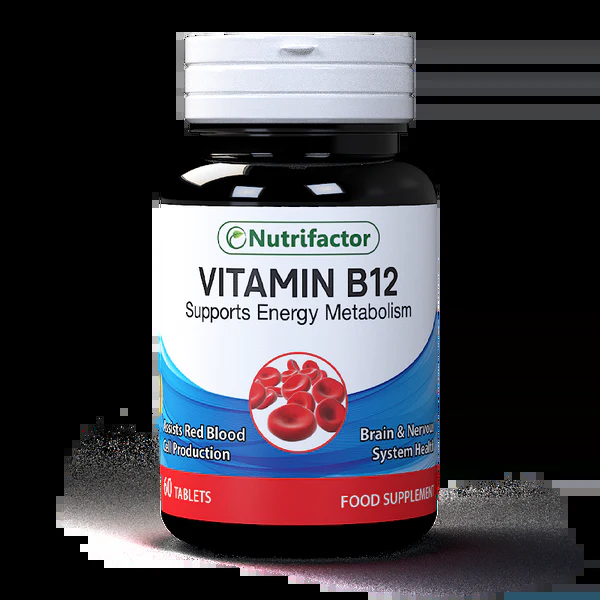 Nutrifactor
VITAMIN B12
Supports Energy Metabolism
Red Blood
Production
Brain &
System
60 TABLETS
FOOD SUPPLEMENT